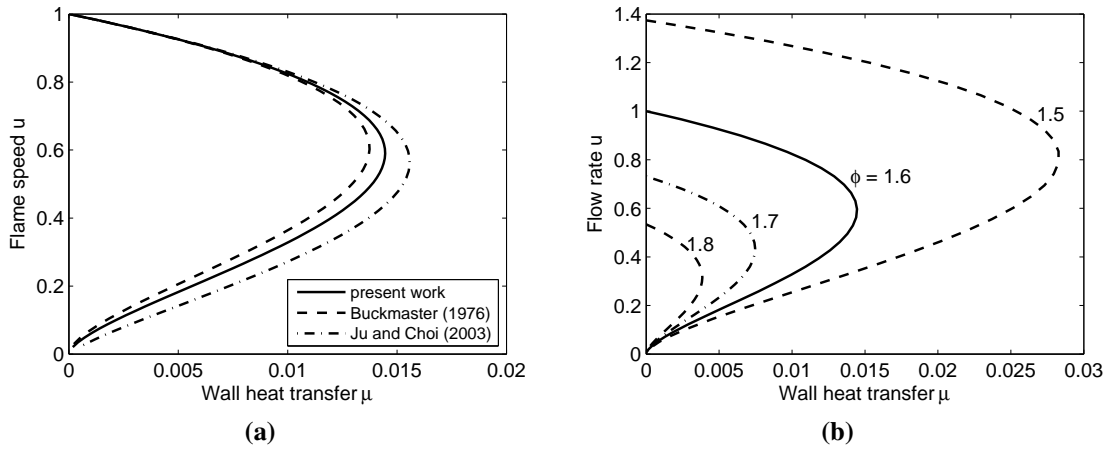 1
0.8
0.6
0.4
0.2
0
Flame speed u
0
0.005
0.01
0.015
0.02
Wall heat transfer μ
present work
Buckmaster (1976)
Ju and Choi (2003)
(a)
1.4
1.2
1
0.8
0.6
0.4
0.2
0
Flow rate u
1.5
ϕ = 1.6
1.7
1.8
0
0.005
0.01
0.015
0.02
0.025
0.03
Wall heat transfer μ
(b)